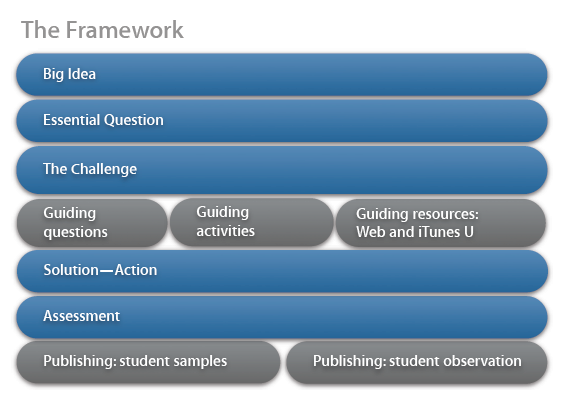 The Framework
Big Idea
Essential Question
The Challenge
Guiding
questions
Guiding
activities
Guiding resources:
Web and iTunes U
Solution—Action
Assessment
Publishing: student samples
Publishing: student observation